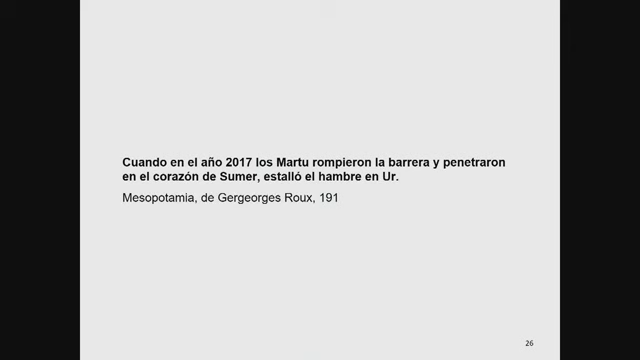 Cuando en el año 2017 los Martu rompieron la barrera y penetraron
en el corazón de Sumer, estalló el hambre en Ur.
Mesopotamia, de Gergeorges Roux, 191
26